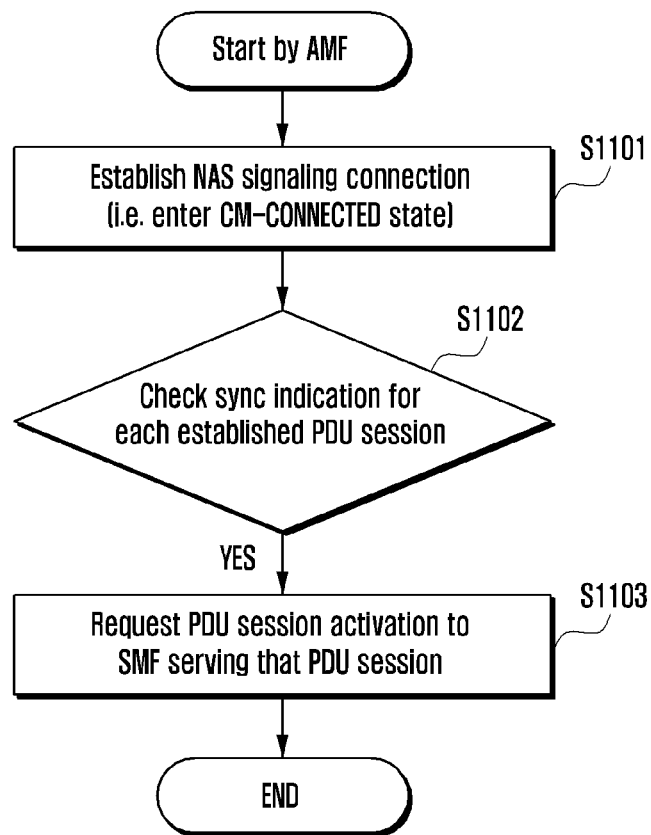 Start by AMF
S1101
Establish NAS signaling connection
(i.e. enter CM-CONNECTED state)
S1102
Check sync indication for
each established PDU session
YES
S1103
Request PDU session activation to
SMF serving that PDU session
END